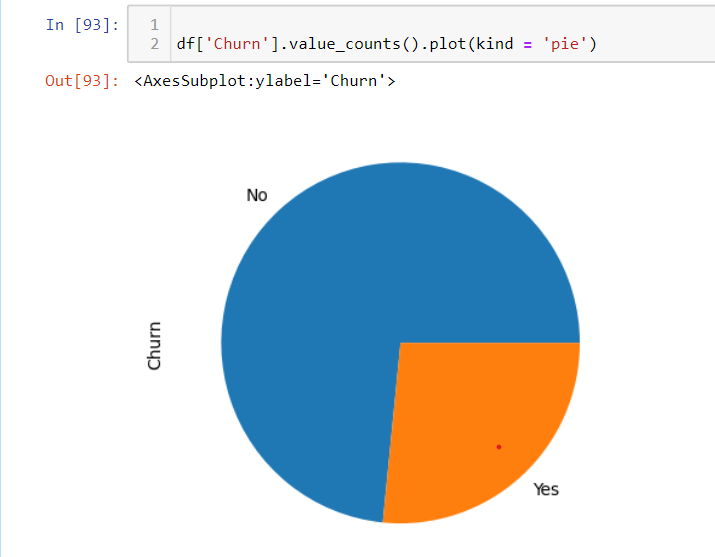 In [93]:
1
2 df['Churn'].value_counts().plot(kind = 'pie')
Out[93]: <AxesSubplot:ylabel='Churn'>
No
Churn
Yes